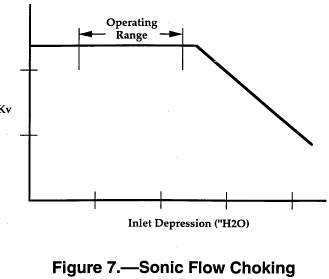 Operating
Range
Kv
Inlet Depression ("H2O)
Figure 7.—Sonic Flow Choking